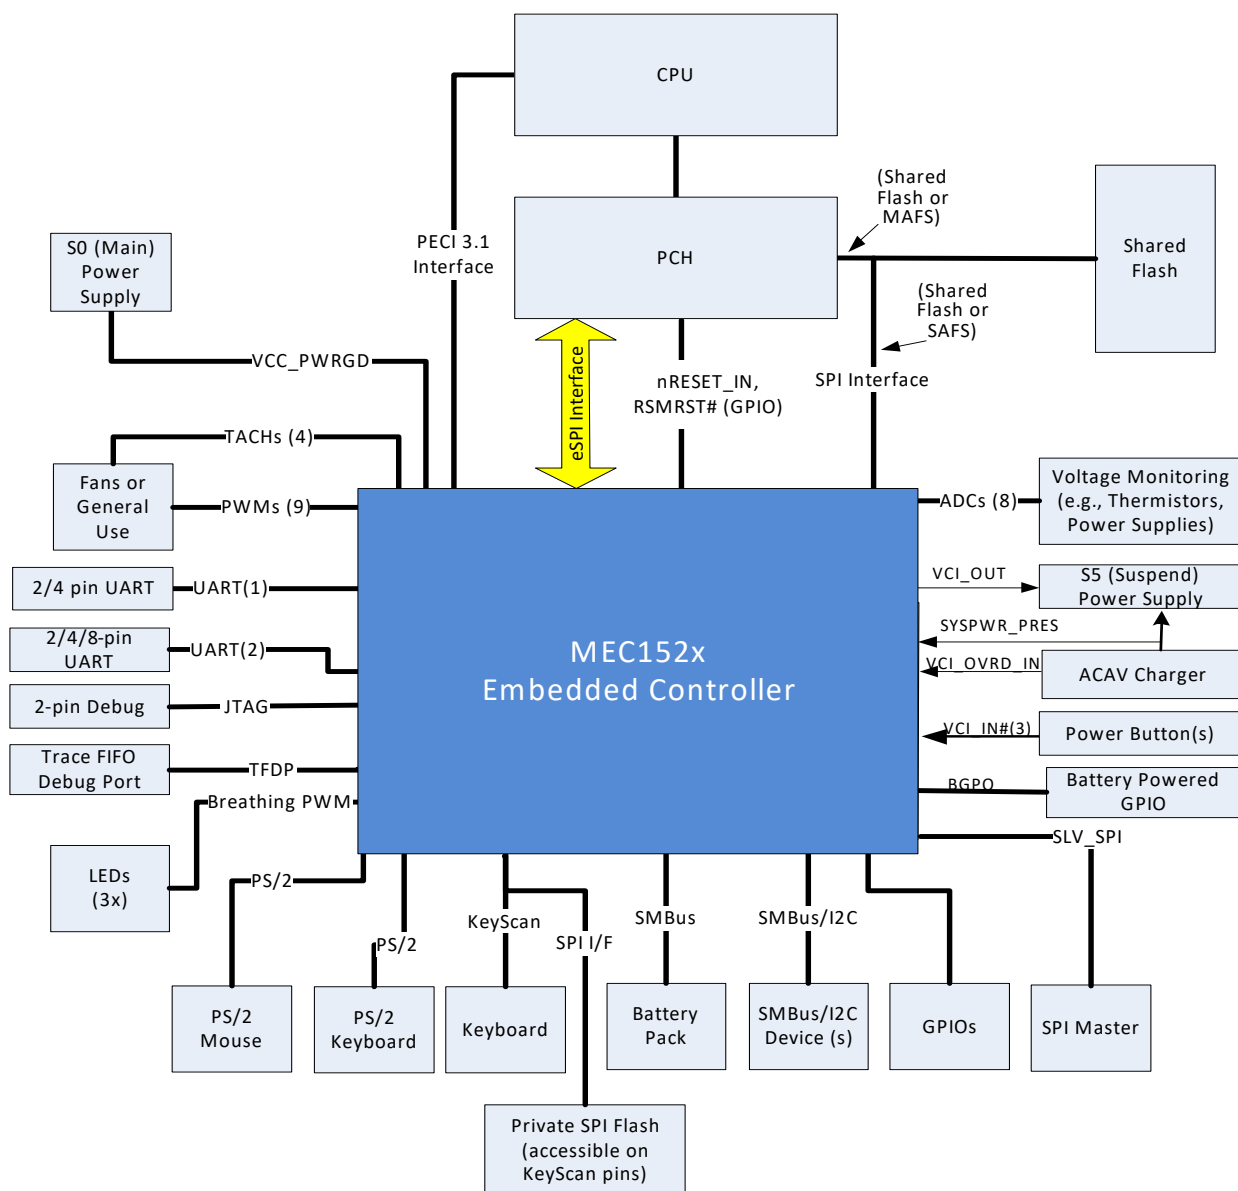 CPU
(Shared
Flash or
MAFS)
S0 (Main)
Power
Supply
PECI 3.1
Interface
PCH
Shared
Flash
(Shared
Flash or
SAFS)
VCC_PWRGD
eSPI Interface
nRESET_IN,
RSMRST# (GPIO)
SPI Interface
TACHs (4)
Fans or
General
Use
PWMs (9)
ADCs (8)
Voltage Monitoring
(e.g., Thermistors,
Power Supplies)
2/4 pin UART
UART(1)
VCI_OUT
S5 (Suspend)
Power Supply
2/4/8-pin
UART
UART(2)
MEC152x
Embedded Controller
SYSPWR_PRES
VCI_OVRD_IN
ACAV Charger
2-pin Debug
JTAG
VCI_IN#(3)
Power Button(s)
Trace FIFO
Debug Port
TFDP
BGPO
Battery Powered
GPIO
Breathing PWM
SLV_SPI
LEDs
(3x)
PS/2
PS/2
KeyScan
SPI I/F
SMBus
SMBus/I2C
PS/2
Mouse
PS/2
Keyboard
Keyboard
Battery
Pack
SMBus/I2C
Device (s)
GPIOs
SPI Master
Private SPI Flash
(accessible on
KeyScan pins)